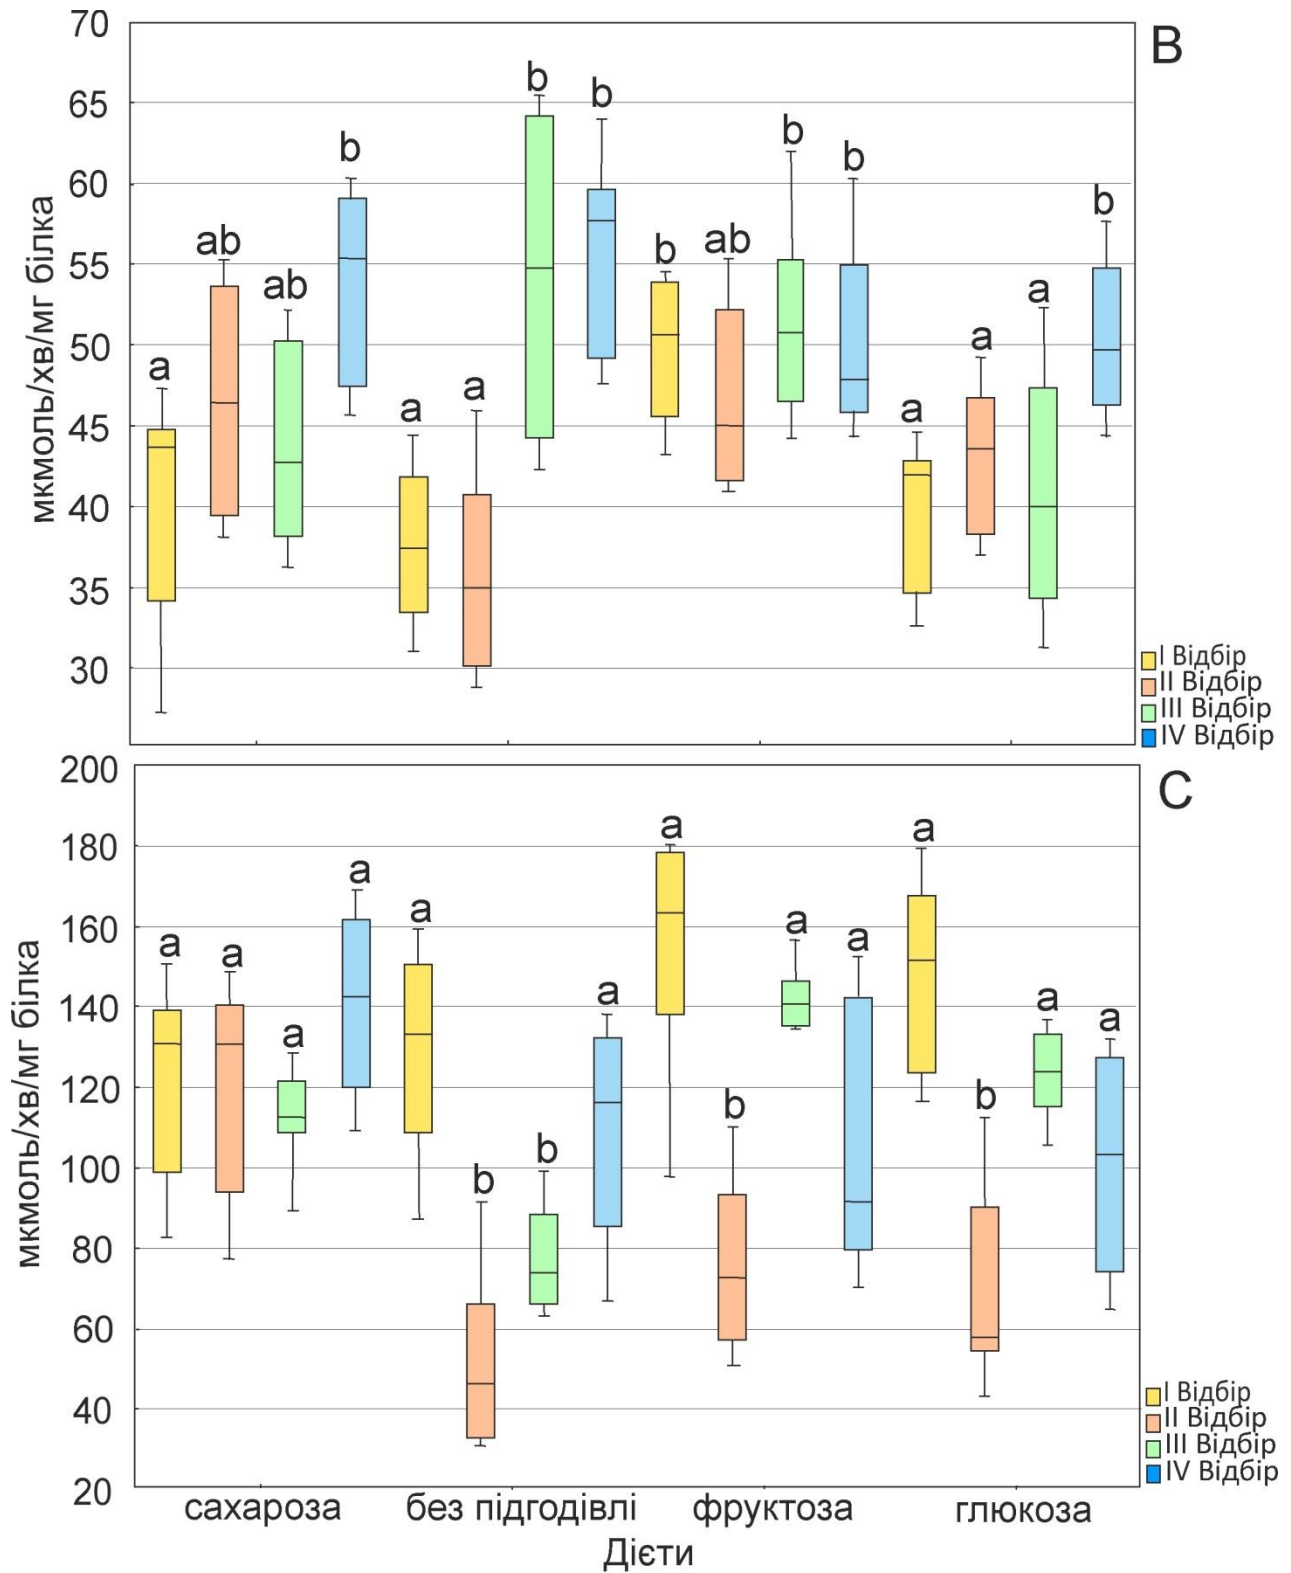 B
мкмоль/хв/мг білка
70
65
60
55
50
45
40
35
30
a
ab
ab
b
a
a
b
b
b
ab
b
b
a
a
a
b
I Відбір
II Відбір
III Відбір
IV Відбір
C
мкмоль/хв/мг білка
200
180
160
140
120
100
80
60
40
20
a
a
a
a
a
b
b
a
a
b
a
a
a
b
a
a
I Відбір
II Відбір
III Відбір
IV Відбір
сахароза без підгодівлі фруктоза глюкоза
Дієти